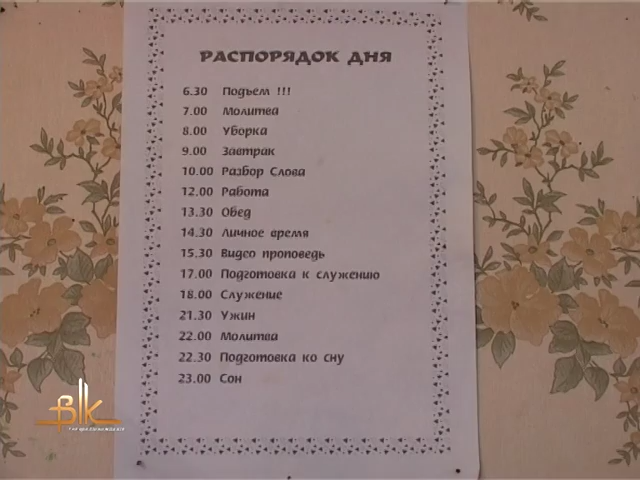 РАСПОРЯДОК ДНЯ
6.30 Подъем !!!
7.00 Молитва
8.00 Уборка
9.00 Завтрак
10.00 Разбор Слова
12.00 Работа
13.30 Обед
14.30 Личное время
15.30 Видео проповедь
17.00 Подготовка к служению
18.00 Служение
21.30 Ужин
22.00 Молитва
22.30 Подготовка ко сну
23.00 Сон
ВІК